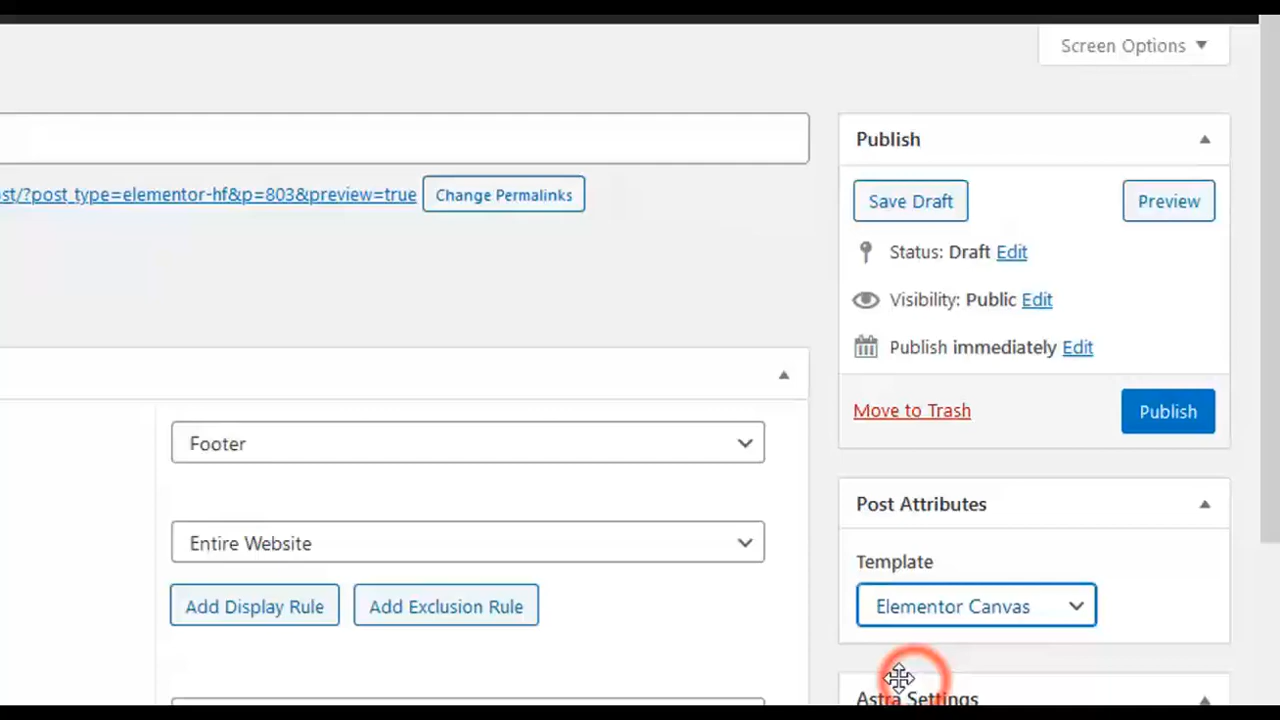 Screen Options
Publish
st/?post_type=elementor-hf&p=803&preview=true Change Permalinks
Save Draft Preview
Status: Draft Edit
Visibility: Public Edit
Publish immediately Edit
Move to Trash Publish
Footer
Post Attributes
Entire Website
Template
Add Display Rule Add Exclusion Rule
Elementor Canvas
Astra Settings